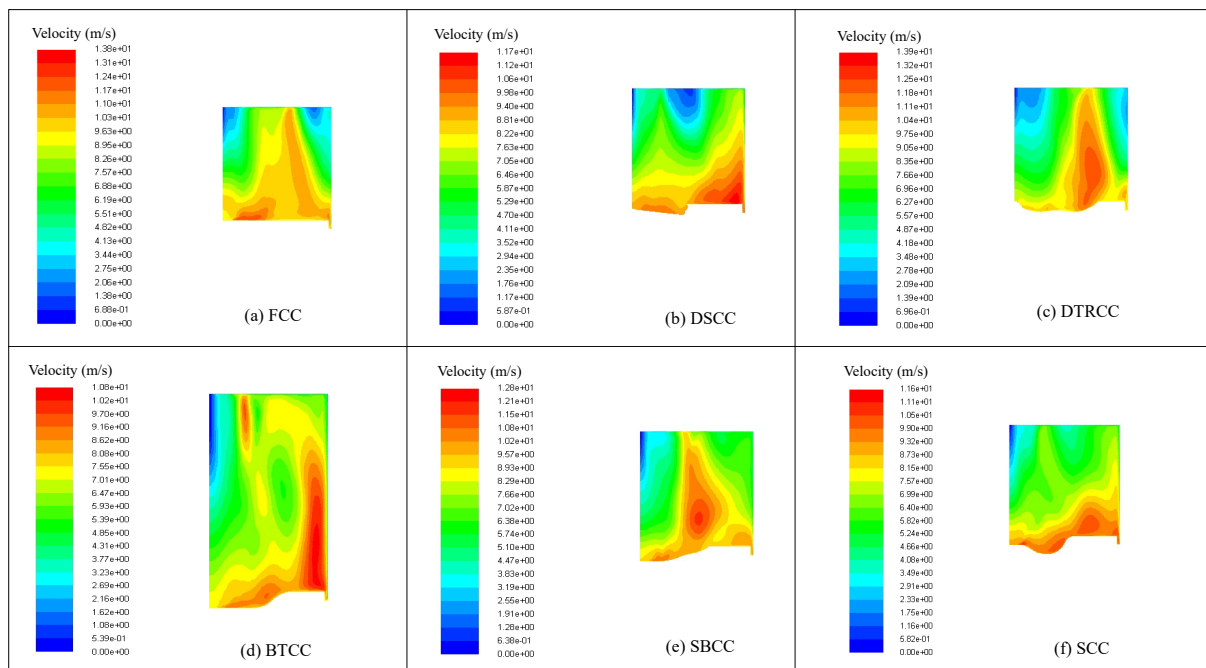 Velocity (m/s)
1.38e+01
1.31e+01
1.24e+01
1.17e+01
1.10e+01
1.03e+01
9.63e+00
8.95e+00
8.26e+00
7.57e+00
6.88e+00
6.19e+00
5.51e+00
4.82e+00
4.13e+00
3.44e+00
2.75e+00
2.06e+00
1.38e+00
6.88e-01
0.00e+00
(a) FCC
Velocity (m/s)
1.17e+01
1.12e+01
1.06e+01
9.98e+00
9.40e+00
8.81e+00
8.22e+00
7.63e+00
7.05e+00
6.46e+00
5.87e+00
5.29e+00
4.70e+00
4.11e+00
3.52e+00
2.94e+00
2.35e+00
1.76e+00
1.17e+00
5.87e-01
0.00e+00
(b) DSCC
Velocity (m/s)
1.39e+01
1.32e+01
1.25e+01
1.18e+01
1.11e+01
1.04e+01
9.75e+00
9.05e+00
8.35e+00
7.66e+00
6.96e+00
6.27e+00
5.57e+00
4.87e+00
4.18e+00
3.48e+00
2.78e+00
2.09e+00
1.39e+00
6.96e-01
0.00e+00
(c) DTRCC
Velocity (m/s)
1.08e+01
1.02e+01
9.70e+00
9.16e+00
8.62e+00
8.08e+00
7.55e+00
7.01e+00
6.47e+00
5.93e+00
5.39e+00
4.85e+00
4.31e+00
3.77e+00
3.23e+00
2.69e+00
2.16e+00
1.62e+00
1.08e+00
5.39e-01
0.00e+00
(d) BTCC
Velocity (m/s)
1.28e+01
1.21e+01
1.15e+01
1.08e+01
1.02e+01
9.57e+00
8.93e+00
8.29e+00
7.66e+00
7.02e+00
6.38e+00
5.74e+00
5.10e+00
4.47e+00
3.83e+00
3.19e+00
2.55e+00
1.91e+00
1.28e+00
6.38e-01
0.00e+00
(e) SBCC
Velocity (m/s)
1.16e+01
1.11e+01
1.05e+01
9.90e+00
9.32e+00
8.73e+00
8.15e+00
7.57e+00
6.99e+00
6.40e+00
5.82e+00
5.24e+00
4.66e+00
4.08e+00
3.49e+00
2.91e+00
2.33e+00
1.75e+00
1.16e+00
5.82e-01
0.00e+00
(f) SCC